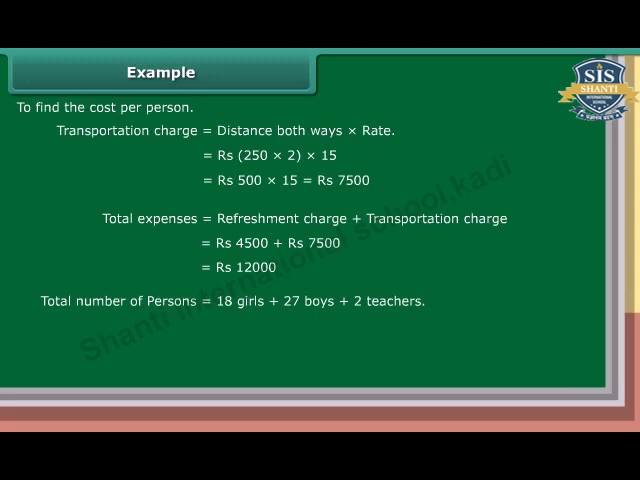 Example
SIS
SHANTI
INTERNATIONAL
SCHOOL
To find the cost per person.
Transportation charge = Distance both ways × Rate.
= Rs (250 × 2) × 15
= Rs 500 × 15 = Rs 7500
Total expenses = Refreshment charge + Transportation charge
= Rs 4500 + Rs 7500
= Rs 12000
Total number of Persons = 18 girls + 27 boys + 2 teachers.
Shanti international school,kadi